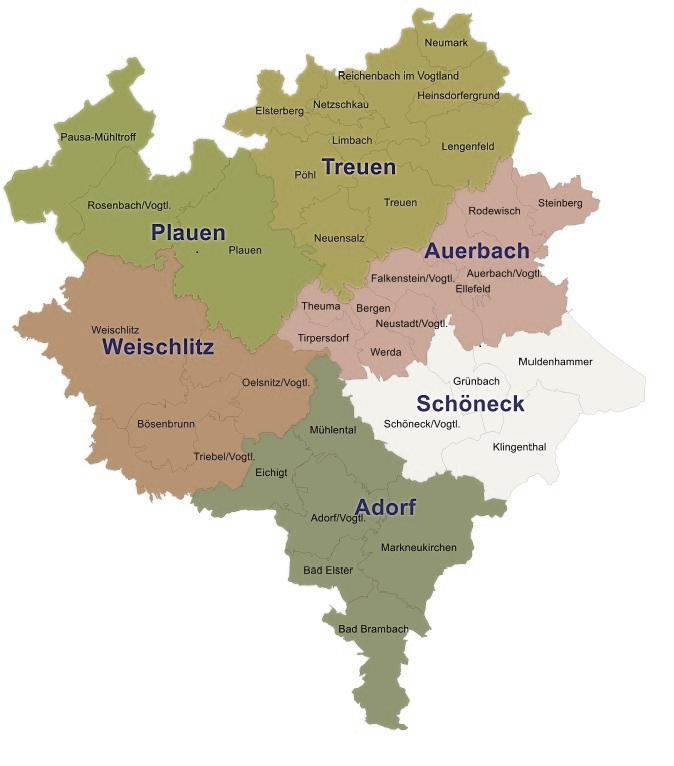 Neumark
Reichenbach im Vogtland
Heinsdorfergrund
Netzschkau
Elsterberg
Pausa-Mühltroff
Limbach
Lengenfeld
Treuen
Pöhl
Treuen
Steinberg
Rodewisch
Rosenbach/Vogtl.
Plauen
Neuensalz
Plauen
Auerbach
Auerbach/Vogtl.
Falkenstein/Vogtl.
Ellefeld
Theuma
Bergen
Neustadt/Vogtl.
Weischlitz
Tirpersdorf
Weischlitz
Werda
Muldenhammer
Grünbach
Oelsnitz/Vogtl.
Schöneck
Bösenbrunn
Schöneck/Vogtl.
Mühlental
Klingenthal
Triebel/Vogtl.
Eichigt
Adorf
Adorf/Vogtl.
Markneukirchen
Bad Elster
Bad Brambach